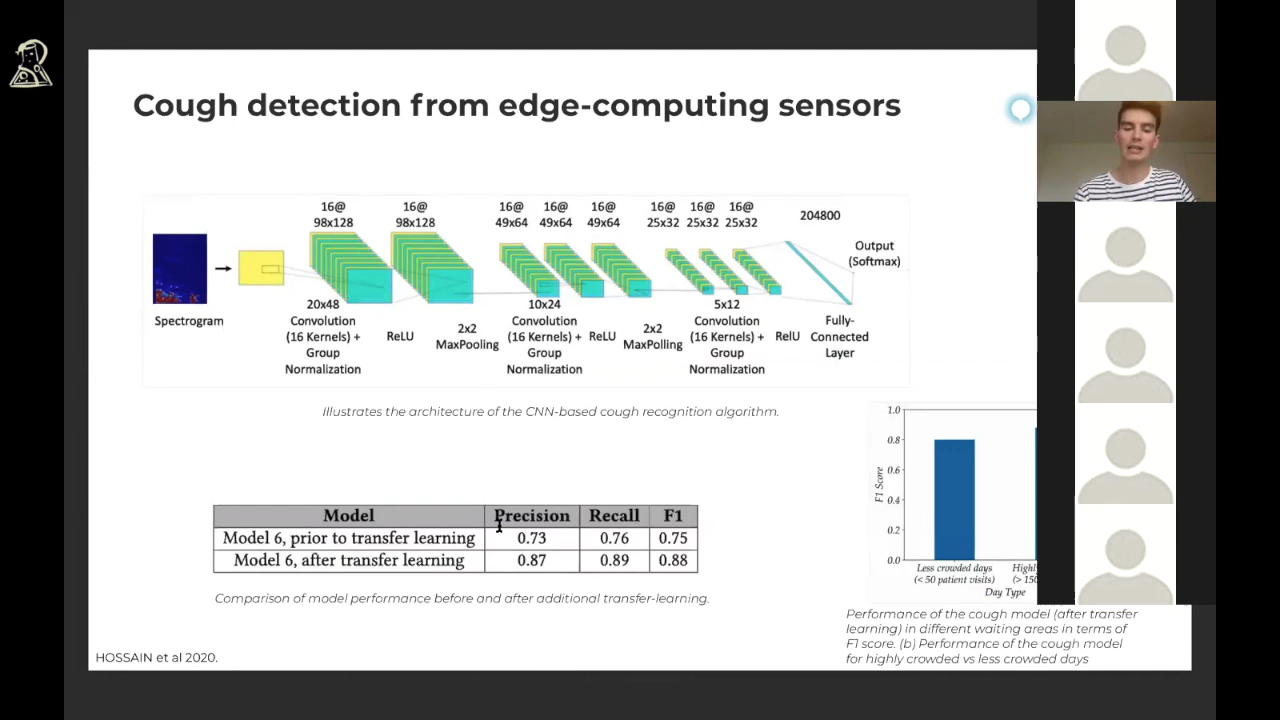 Cough detection from edge-computing sensors
16@
98x128
16@
98x128
16@
49x64
16@
49x64
16@
49x64
16@
25x32
16@
25x32
16@
25x32
204800
Output
(Softmax)
Spectrogram
20x48
Convolution
(16 Kernels) +
Group
Normalization
ReLU
2x2
MaxPooling
10x24
Convolution
(16 Kernels) +
Group
Normalization
ReLU
2x2
MaxPolling
5x12
Convolution
(16 Kernels) +
Group
Normalization
RelU
Fully-
Connected
Layer
Illustrates the architecture of the CNN-based cough recognition algorithm.
Model Precision Recall F1
Model 6, prior to transfer learning 0.73 0.76 0.75
Model 6, after transfer learning 0.87 0.89 0.88
Comparison of model performance before and after additional transfer-learning.
1.0
0.8
0.6
0.4
0.2
0.0
F1 Score
Less crowded days
(< 50 patient visits)
Day Type
Performance of the cough model (after transfer
learning) in different waiting areas in terms of
F1 score. (b) Performance of the cough model
for highly crowded vs less crowded days
HOSSAIN et al 2020.